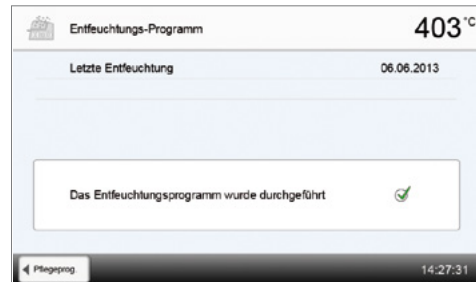 Entfeuchtungs-Programm 403 °C
Letzte Entfeuchtung 06.06.2013
Das Entfeuchtungsprogramm wurde durchgeführt
Pflegeprog. 14:27:31